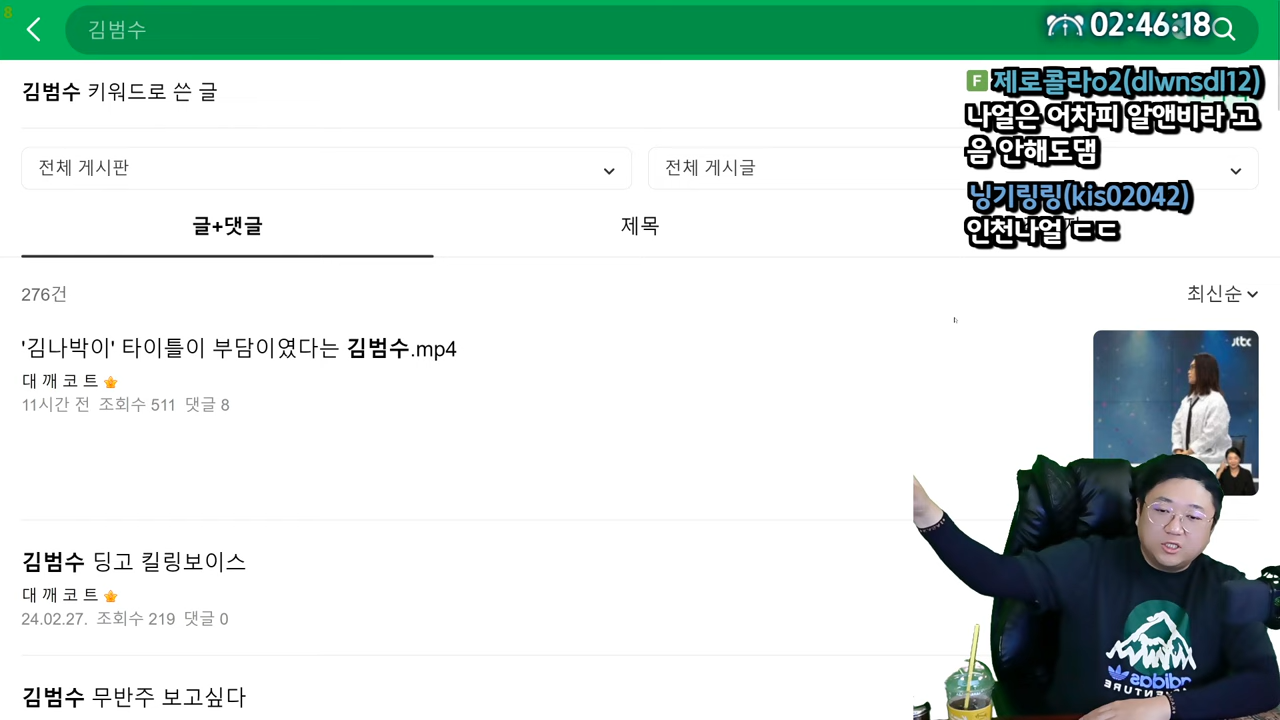 8
김범수
02:46:18
김범수 키워드로 쓴 글
F 제로콜라o2(dlwnsdl12)
나얼은 어차피 알앤비라 고
음 안해도댐
닝기링링(kis02042)
인천나얼 ㄷㄷ
전체 게시판
전체 게시글
글+댓글
제목
276건
최신순
'김나박이' 타이틀이 부담이였다는 김범수.mp4
대 깨 코 트
11시간 전 조회수 511 댓글 8
jtbc
김범수 딩고 킬링보이스
대 깨 코 트
24.02.27. 조회수 219 댓글 0
김범수 무반주 보고싶다
adidas